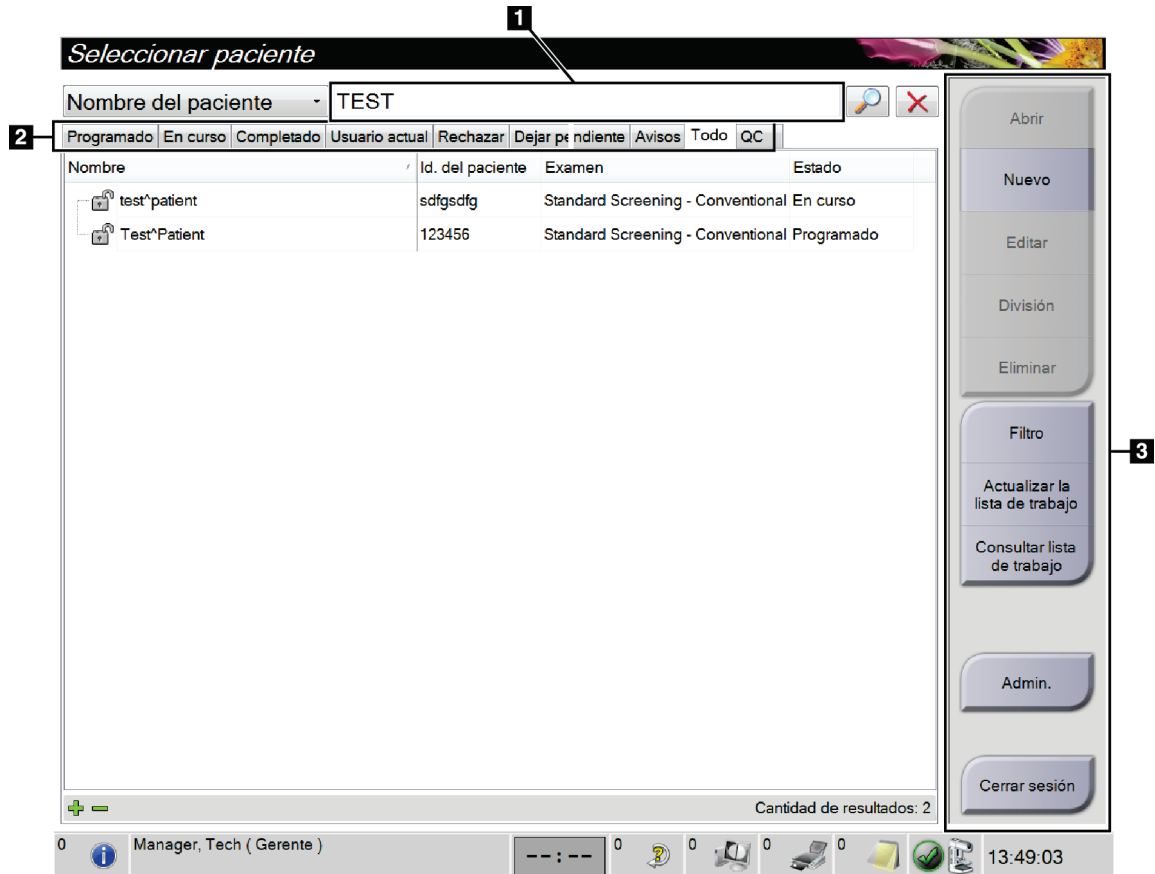 1
Seleccionar paciente
Nombre del paciente TEST
2
Programado En curso Completado Usuario actual Rechazar Dejar pendiente Avisos Todo QC
Nombre Id. del paciente Examen Estado
test^patient sdfgsdfg Standard Screening - Conventional En curso
Test^Patient 123456 Standard Screening - Conventional Programado
Abrir
Nuevo
Editar
División
Eliminar
Filtro
3
Actualizar la
lista de trabajo
Consultar lista
de trabajo
Admin.
Cerrar sesión
Cantidad de resultados: 2
0 Manager, Tech ( Gerente ) --:-- 0 0 0 0 13:49:03